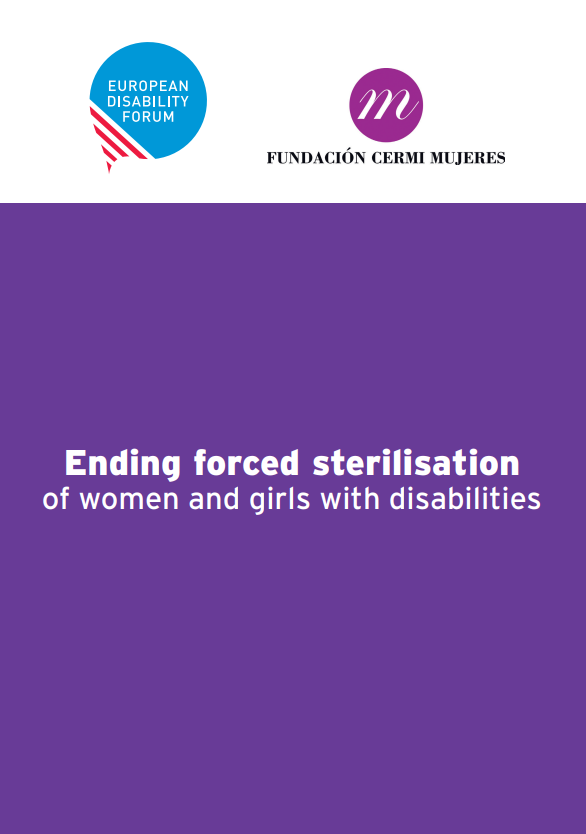 EUROPEAN
DISABILITY
FORUM
m
FUNDACIÓN CERMI MUJERES
Ending forced sterilisation
of women and girls with disabilities